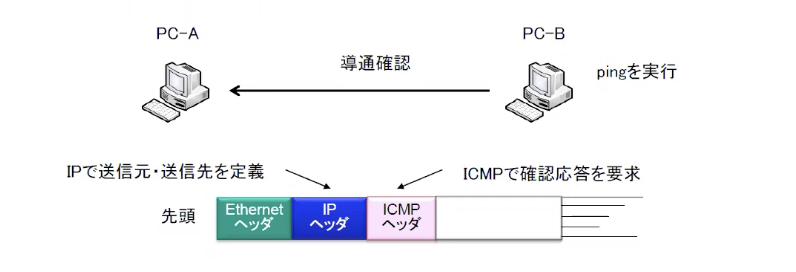 PC-A
PC-B
導通確認
pingを実行
IPで送信元・送信先を定義
ICMPで確認応答を要求
先頭
Ethernet
ヘッダ
IP
ヘッダ
ICMP
ヘッダ